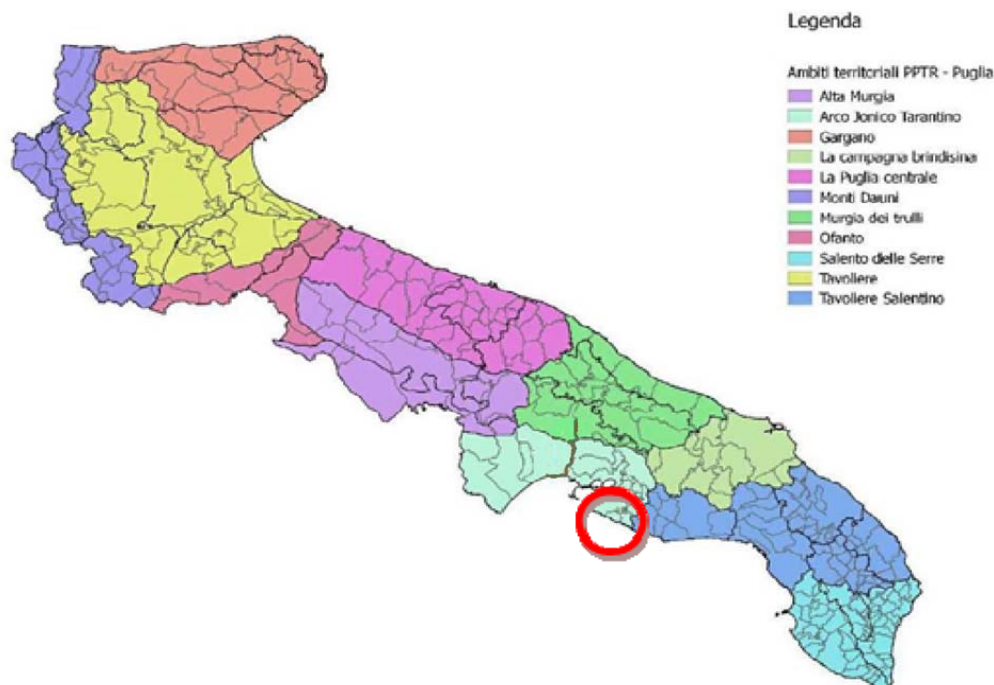 Legenda
Ambiti territoriali PPTR - Puglia
Alta Murgia
Arco Jonico Tarantino
Gargano
La campagna brindisina
La Puglia centrale
Monti Dauni
Murgia dei trulli
Ofanto
Salento delle Serre
Tavoliere
Tavoliere Salentino